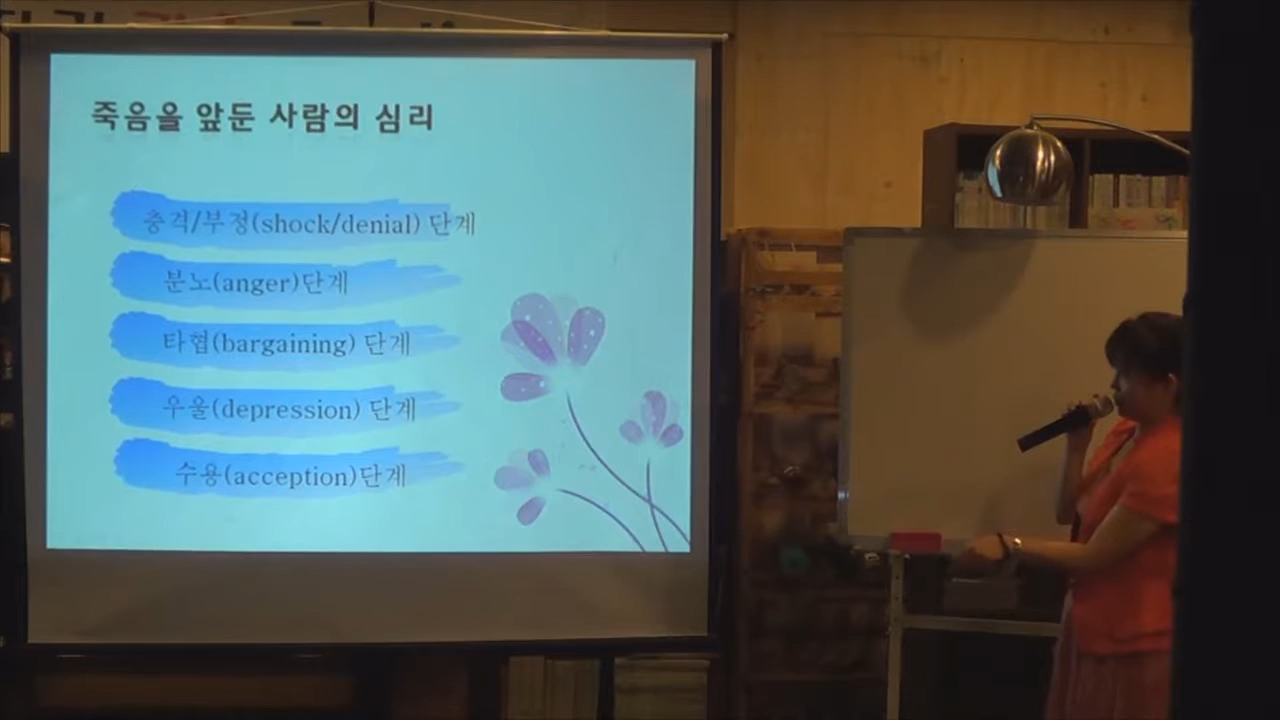 죽음을 앞둔 사람의 심리
충격/부정(shock/denial) 단계
분노(anger)단계
타협(bargaining) 단계
우울(depression) 단계
수용(acception)단계